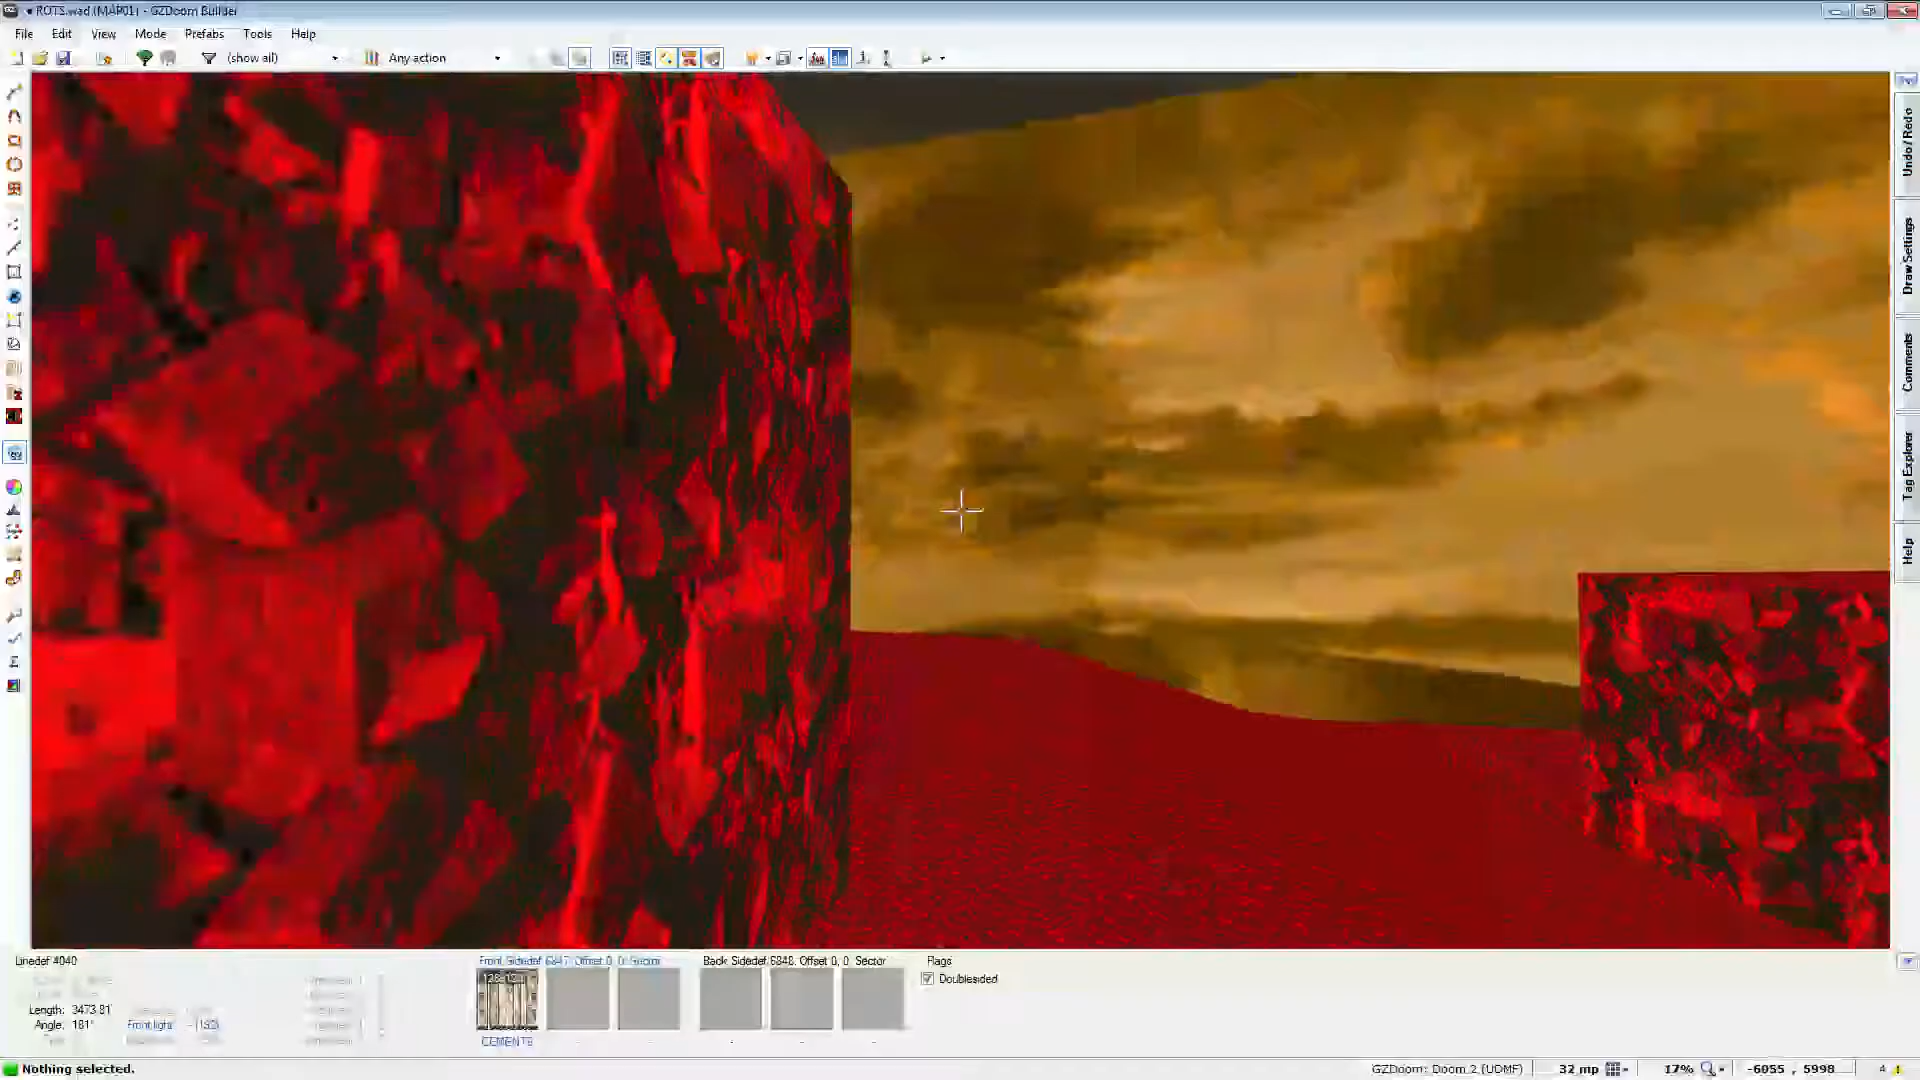 ROTS.wad (MAP01) - GZDoom Builder
File Edit View Mode Prefabs Tools Help
(show all) Any action
Undo / Redo
Draw Settings
Comments
Tag Explorer
Help
Linedef 4040
Length: 3473.81
Angle: 181°
Front light
Front Sidedef 6847. Offset 0, 0. Sector
CEMENT6
Back Sidedef 6848. Offset 0, 0 Sector
Flags
Doublesided
Nothing selected.
GZDoom: Doom 2 (UDMF) 32 mp 17% -6055 , 5998 4